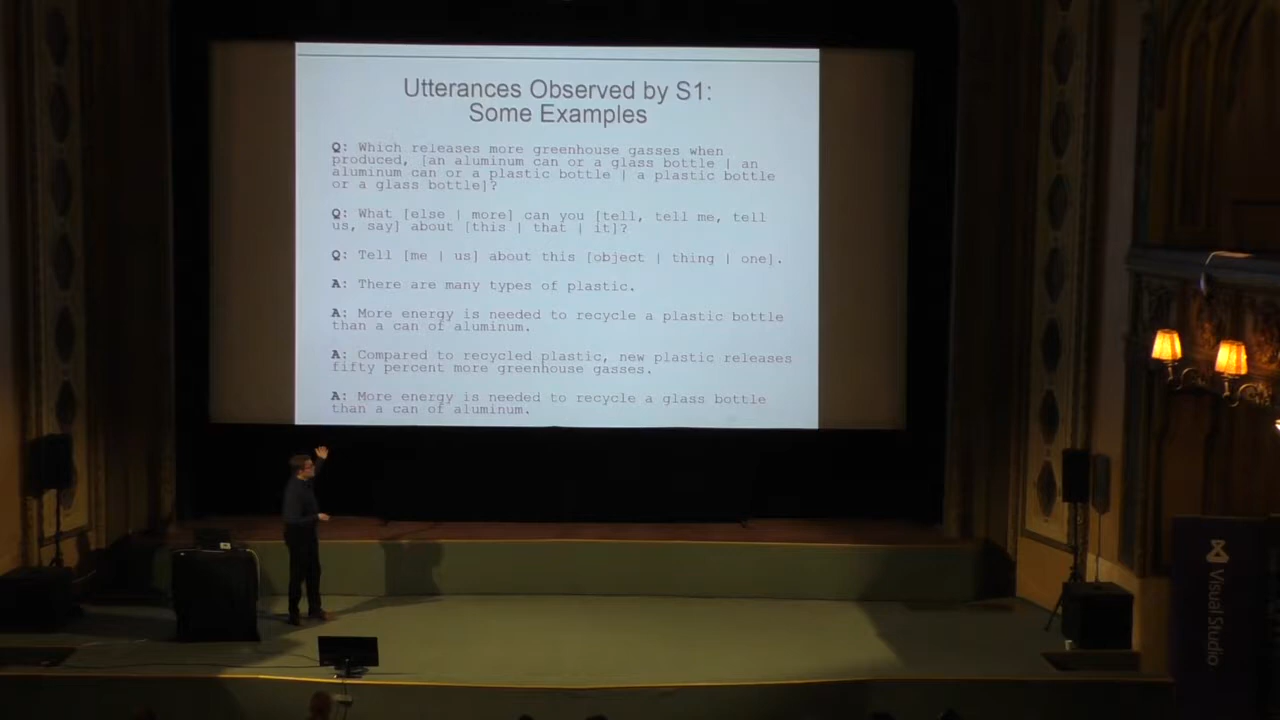 Utterances Observed by S1:
Some Examples
Q: Which releases more greenhouse gasses when
produced, [an aluminum can or a glass bottle | an
aluminum can or a plastic bottle | a plastic bottle
or a glass bottle]?
Q: What [else | more] can you [tell, tell me, tell
us, say] about [this | that | it]?
Q: Tell [me | us] about this [object | thing | one].
A: There are many types of plastic.
A: More energy is needed to recycle a plastic bottle
than a can of aluminum.
A: Compared to recycled plastic, new plastic releases
fifty percent more greenhouse gasses.
A: More energy is needed to recycle a glass bottle
than a can of aluminum.
Visual Studio